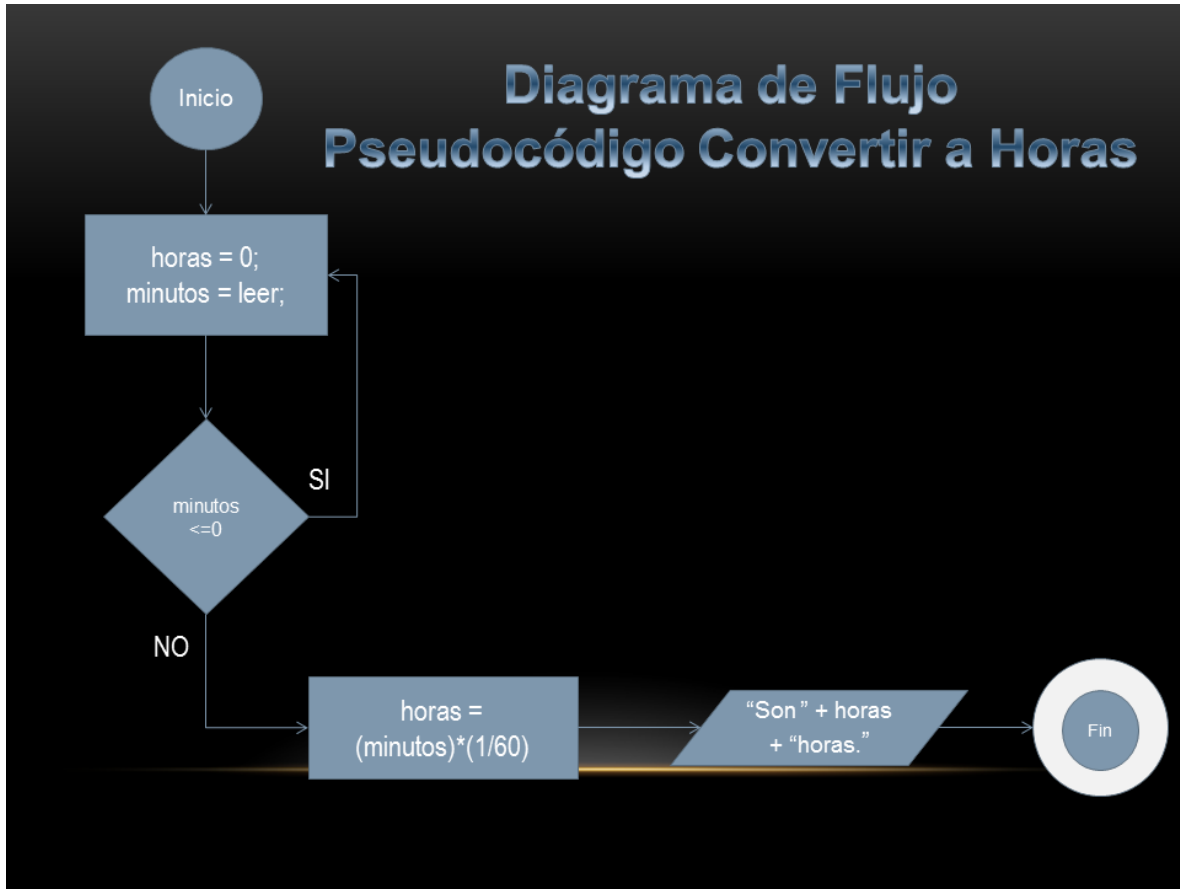 Diagrama de Flujo
Pseudocódigo Convertir a Horas
Inicio
horas = 0;
minutos = leer;
minutos
<=0
SI
NO
horas =
(minutos)*(1/60)
“Son” + horas
+ “horas.”
Fin